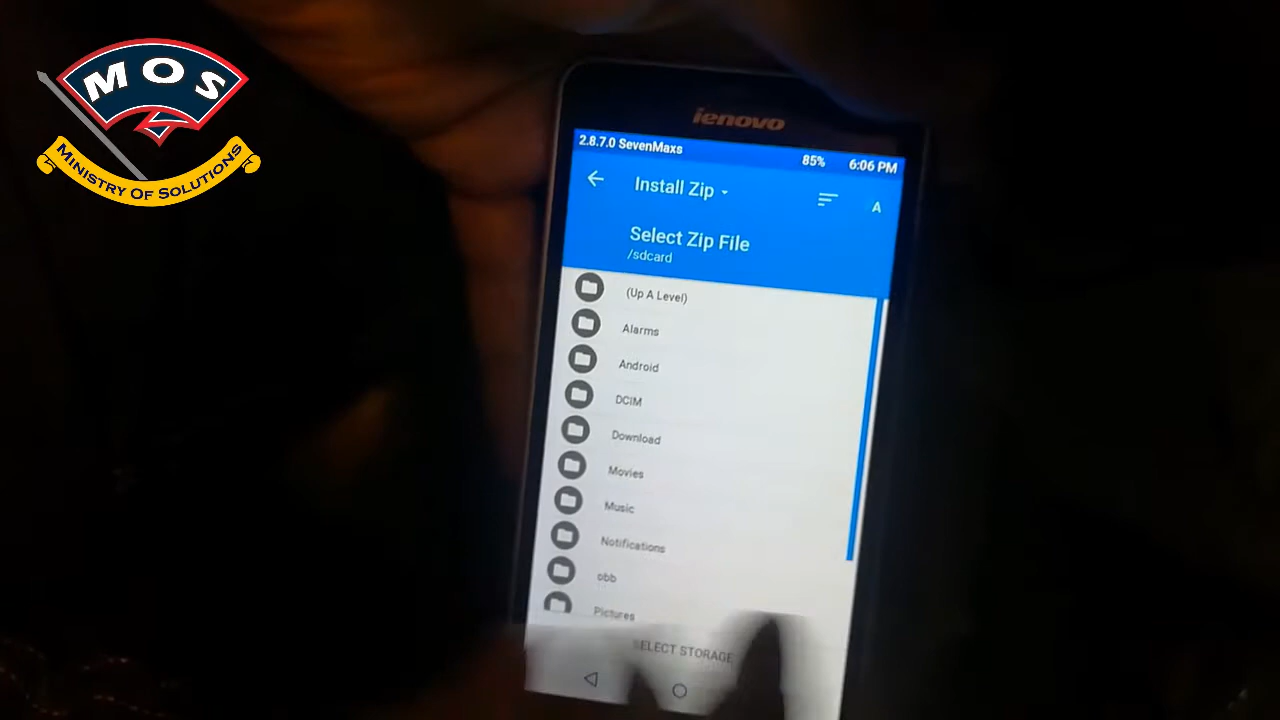 MOS
MINISTRY OF SOLUTIONS
lenovo
2.8.7.0 SevenMaxs 85% 6:06 PM
Install Zip
A
Select Zip File
/sdcard
(Up A Level)
Alarms
Android
DCIM
Download
Movies
Music
Notifications
obb
Pictures
SELECT STORAGE